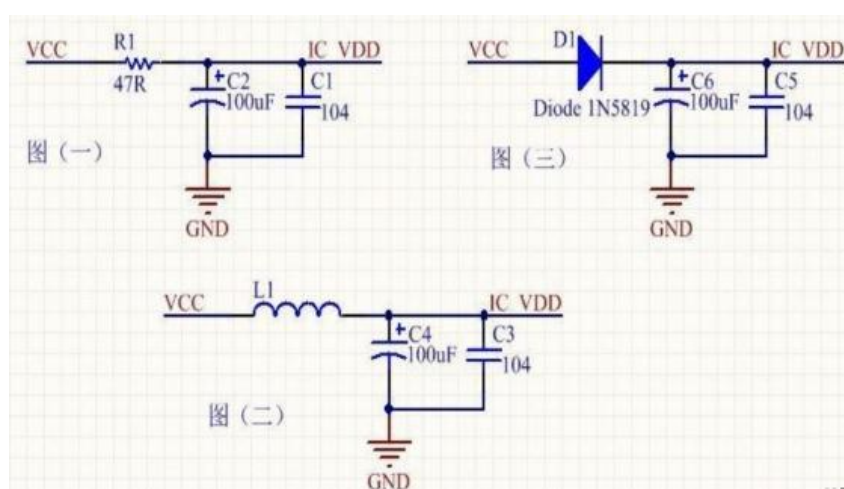 VCC
R1
47R
C2
100uF
C1
104
IC VDD
GND
图（一）
VCC
D1
Diode 1N5819
C6
100uF
C5
104
IC VDD
GND
图（三）
VCC
L1
C4
100uF
C3
104
IC VDD
GND
图（二）